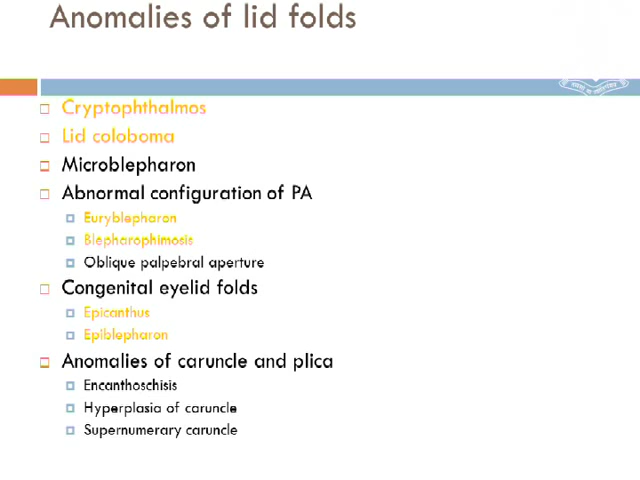 Anomalies of lid folds
Cryptophthalmos
Lid coloboma
Microblepharon
Abnormal configuration of PA
Euryblepharon
Blepharophimosis
Oblique palpebral aperture
Congenital eyelid folds
Epicanthus
Epiblepharon
Anomalies of caruncle and plica
Encanthoschisis
Hyperplasia of caruncle
Supernumerary caruncle